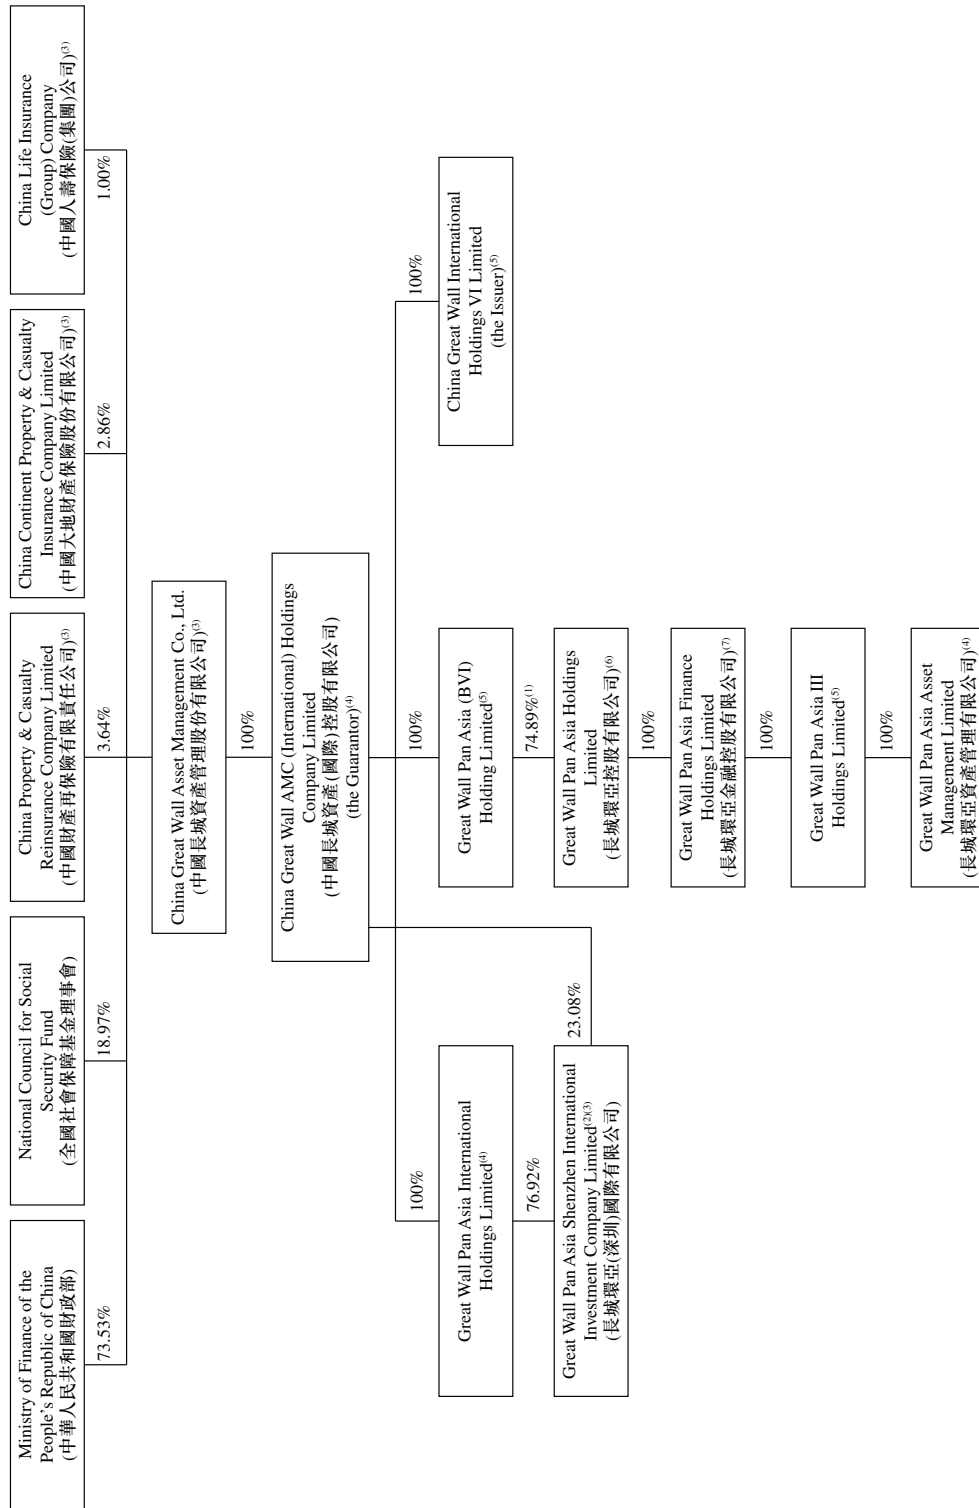 Ministry of Finance of the
People's Republic of China
(中華人民共和國財政部)
National Council for Social
Security Fund
(全國社會保障基金理事會)
China Property & Casualty
Reinsurance Company Limited
(中國財產再保險有限責任公司)(3)
China Continent Property & Casualty
Insurance Company Limited
(中國大地財產保險股份有限公司)(3)
China Life Insurance
(Group) Company
(中國人壽保險(集團)公司)(3)
73.53%
18.97%
3.64%
2.86%
1.00%
China Great Wall Asset Management Co., Ltd.
(中國長城資產管理股份有限公司)(3)
100%
China Great Wall AMC (International) Holdings
Company Limited
(中國長城資產(國際)控股有限公司)
(the Guarantor)(4)
100%
100%
100%
Great Wall Pan Asia International
Holdings Limited(4)
Great Wall Pan Asia (BVI)
Holding Limited(5)
China Great Wall International
Holdings VI Limited
(the Issuer)(5)
76.92%
23.08%
74.89%(1)
Great Wall Pan Asia Shenzhen International
Investment Company Limited(2)(3)
(長城環亞(深圳)國際有限公司)
Great Wall Pan Asia Holdings
Limited
(長城環亞控股有限公司)(6)
100%
Great Wall Pan Asia Finance
Holdings Limited
(長城環亞金融控股有限公司)(7)
100%
Great Wall Pan Asia III
Holdings Limited(5)
100%
Great Wall Pan Asia Asset
Management Limited
(長城環亞資產管理有限公司)(4)